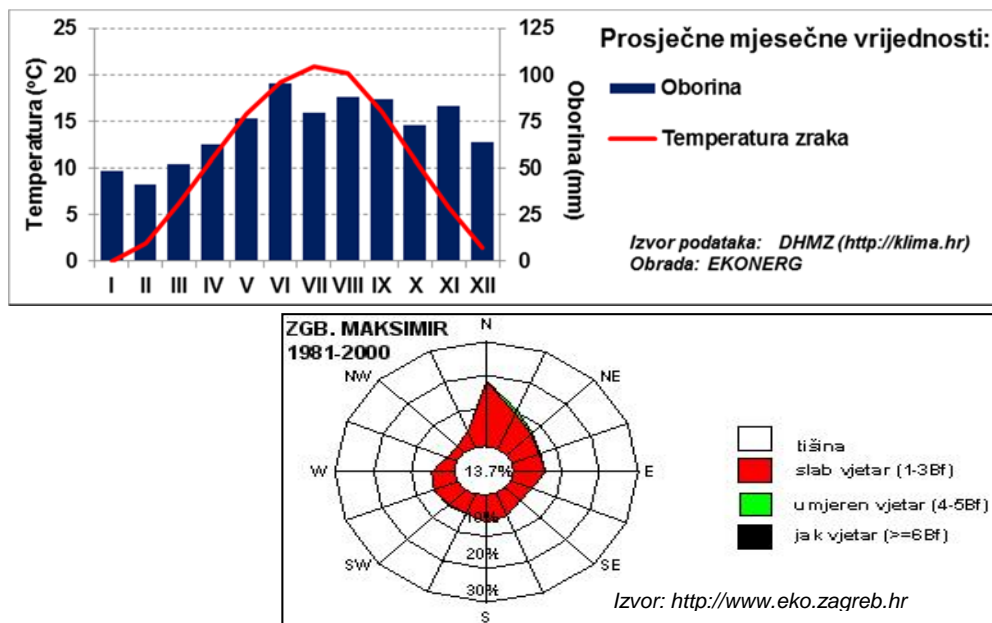 Prosječne mjesečne vrijednosti:
Oborina
Temperatura zraka
Izvor podataka: DHMZ (http://klima.hr)
Obrada: EKONERG
Temperatura (ºC)
25
20
15
10
5
0
Oborina (mm)
125
100
75
50
25
0
I II III IV V VI VII VIII IX X XI XII
ZGB. MAKSIMIR
1981-2000
N
NW
NE
W
13.7%
E
10%
SW
SE
20%
30%
S
tišina
slab vjetar (1-3Bf)
umjeren vjetar (4-5Bf)
jak vjetar (>=6Bf)
Izvor: http://www.eko.zagreb.hr